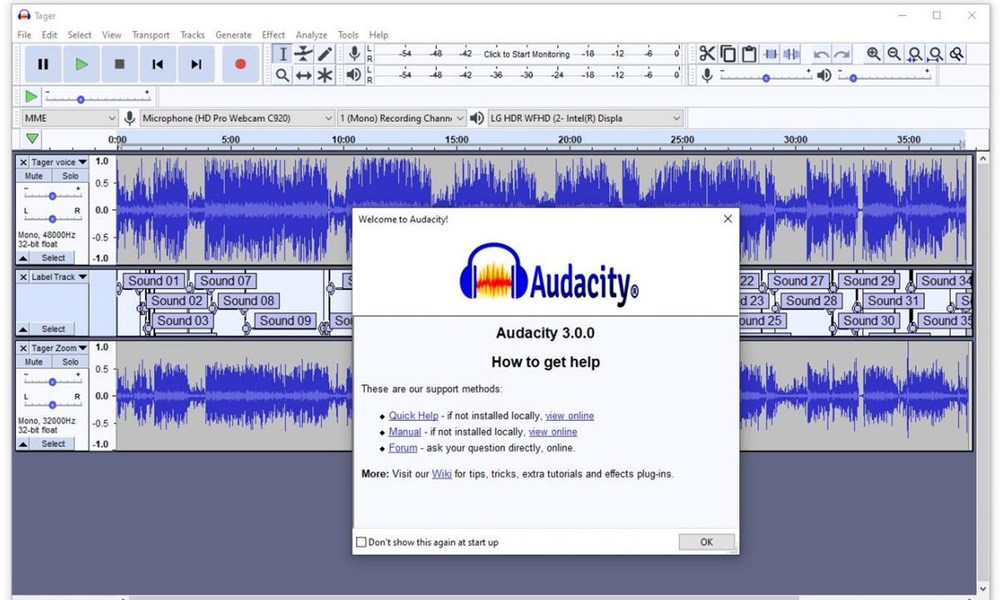 Tager
File Edit Select View Transport Tracks Generate Effect Analyze Tools Help
L
R
-54 -48 -42 Click to Start Monitoring -18 -12 -6 0
L
R
-54 -48 -42 -36 -30 -24 -18 -12 -6 0
- +
- +
- +
MME
Microphone (HD Pro Webcam C920)
1 (Mono) Recording Chann
LG HDR WFHD (2- Intel(R) Displa
0:00 5:00 10:00 15:00 20:00 25:00 30:00 35:00
Tager voice
Mute Solo
- +
L R
Mono, 48000Hz
32-bit float
Select
1.0
0.5
0.0
-0.5
-1.0
Label Track
Select
Sound 01 Sound 07 22 Sound 27 Sound 29 Sound 34
Sound 02 Sound 08 d 23 Sound 28 Sound 31 S
Sound 03 Sound 09 Sou ound 25 Sound 30 Sound 35
Tager Zoom
Mute Solo
- +
L R
Mono, 32000Hz
32-bit float
Select
1.0
0.5
0.0
-0.5
-1.0
Welcome to Audacity!
Audacity®
Audacity 3.0.0
How to get help
These are our support methods:
Quick Help - if not installed locally, view online
Manual - if not installed locally, view online
Forum - ask your question directly, online.
More: Visit our Wiki for tips, tricks, extra tutorials and effects plug-ins.
Don't show this again at start up
OK